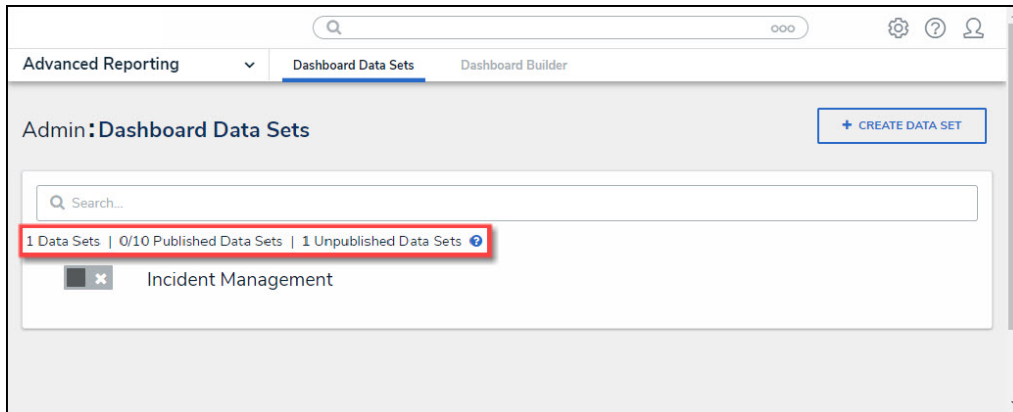 Advanced Reporting
Dashboard Data Sets
Dashboard Builder
Admin:Dashboard Data Sets
+ CREATE DATA SET
Search...
1 Data Sets | 0/10 Published Data Sets | 1 Unpublished Data Sets ?
Incident Management